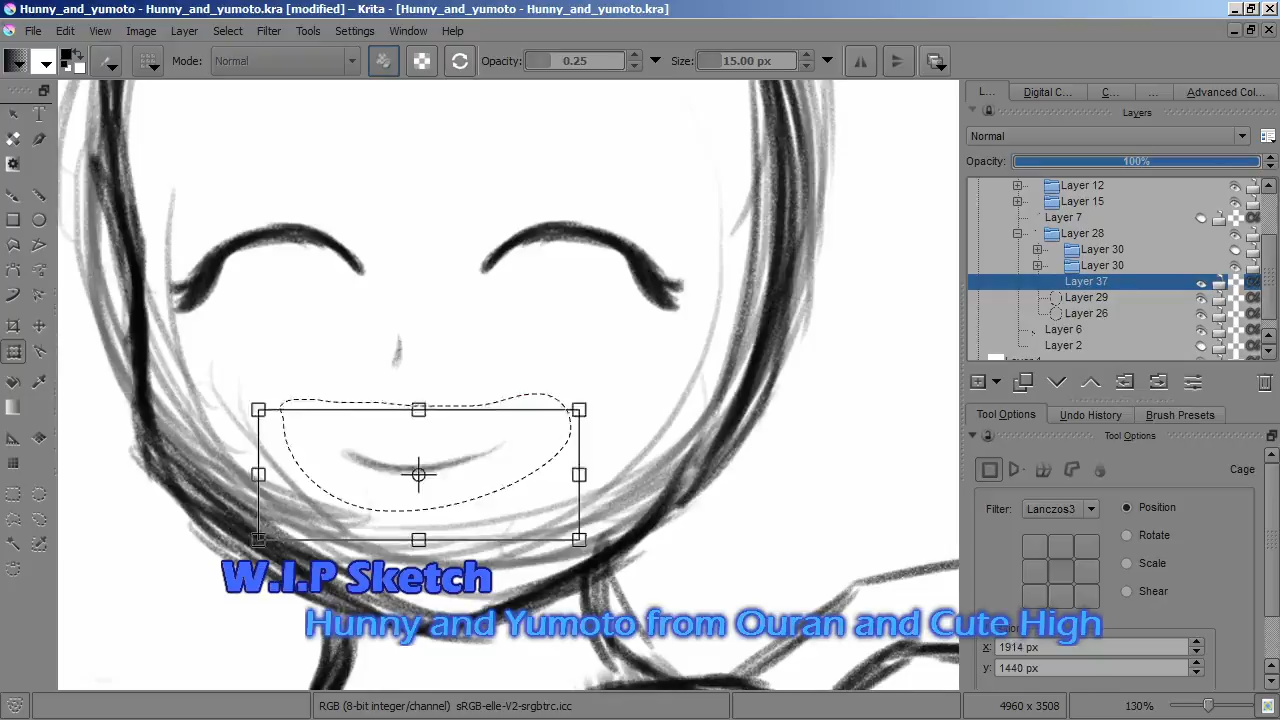 Hunny_and_yumoto - Hunny_and_yumoto.kra [modified] - Krita - [Hunny_and_yumoto - Hunny_and_yumoto.kra]
File Edit View Image Layer Select Filter Tools Settings Window Help
Mode: Normal Opacity: 0.25 Size: 15.00 px
L... Digital C... C... ... Advanced Col...
Layers
Normal
Opacity: 100%
Layer 12
Layer 15
Layer 7
Layer 28
Layer 30
Layer 30
Layer 37
Layer 29
Layer 26
Layer 6
Layer 2
Tool Options Undo History Brush Presets
Tool Options
Cage
Filter: Lanczos3
Position
Rotate
Scale
Shear
W.I.P Sketch
Hunny and Yumoto from Ouran and Cute High
x: 1914 px
y: 1440 px
RGB (8-bit integer/channel) sRGB-elle-V2-srgbtrc.icc 4960 x 3508 130%